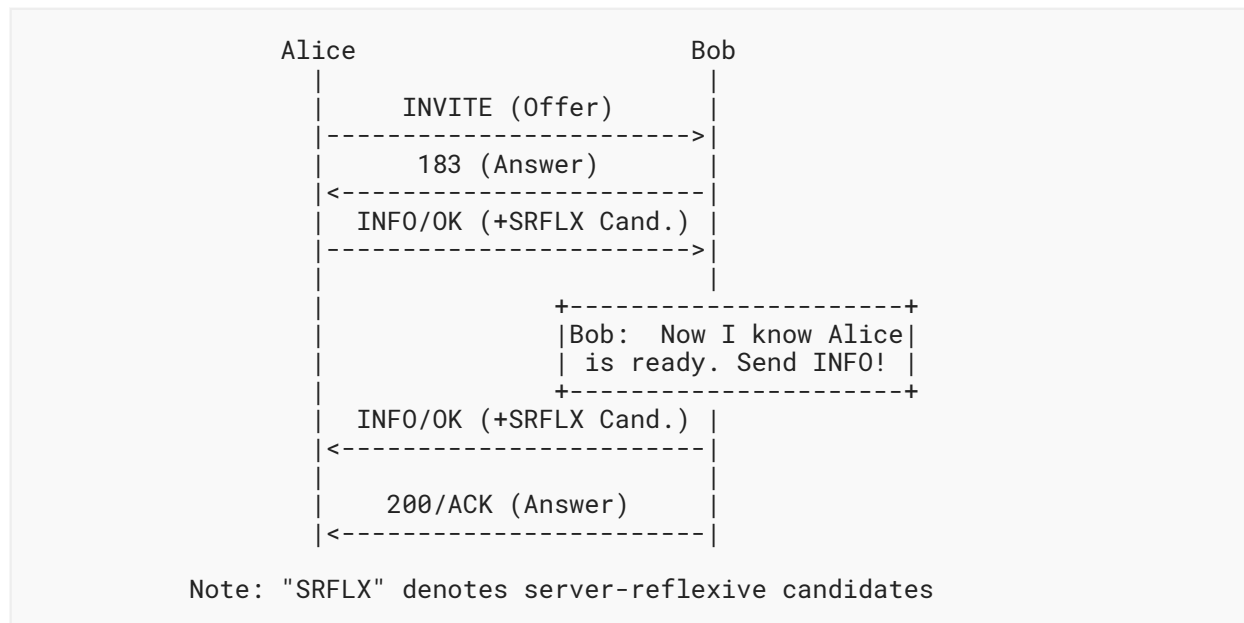 Alice Bob
| |
| INVITE (Offer) |
|------------------------>|
| 183 (Answer) |
|<------------------------|
| INFO/OK (+SRFLX Cand.) |
|------------------------>|
| |
| +----------------------+
| |Bob: Now I know Alice|
| | is ready. Send INFO! |
| +----------------------+
| INFO/OK (+SRFLX Cand.) |
|<------------------------|
| |
| 200/ACK (Answer) |
|<------------------------|
Note: "SRFLX" denotes server-reflexive candidates